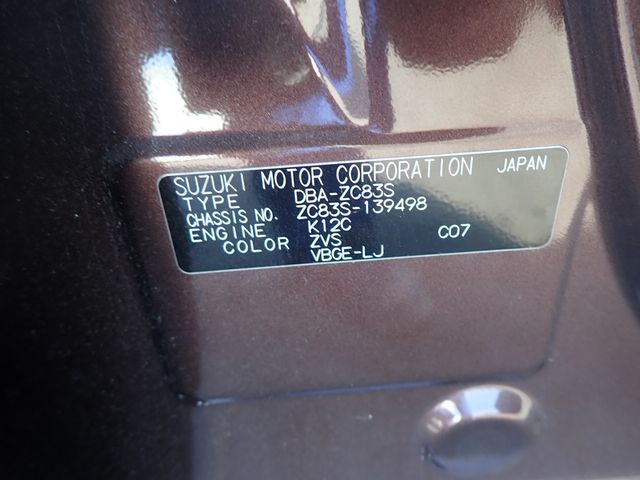 SUZUKI MOTOR CORPORATION JAPAN
TYPE DBA-ZC83S
CHASSIS NO. ZC83S-139498
ENGINE K12C C07
COLOR ZVS
VBGE-LJ